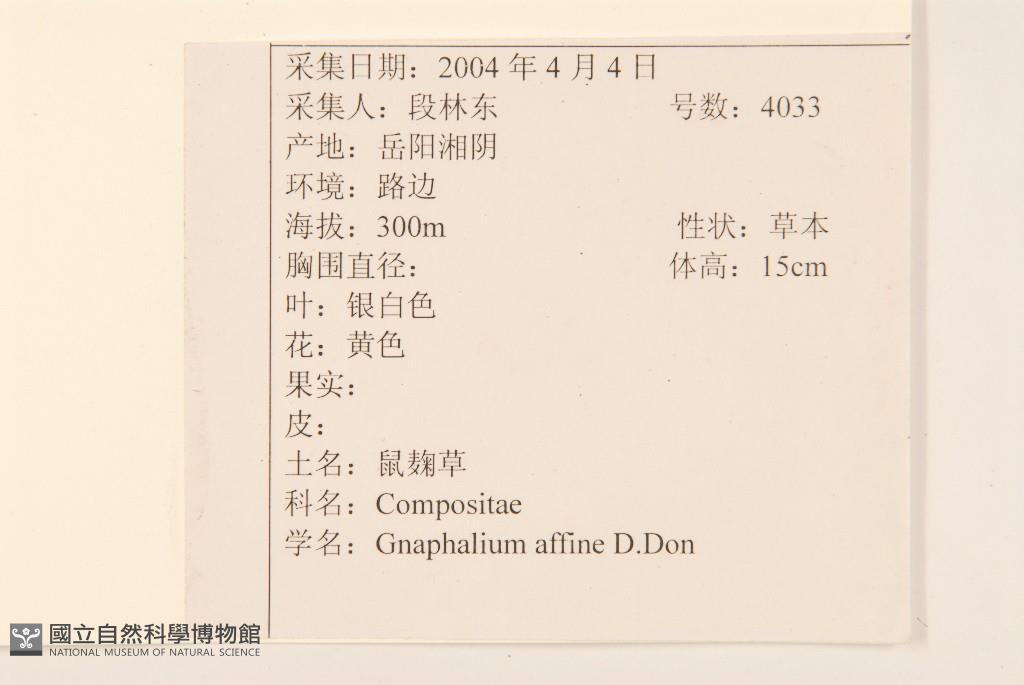 采集日期：2004 年 4 月 4 日
采集人：段林东 号数：4033
产地：岳阳湘阴
环境：路边
海拔：300m 性状：草本
胸围直径： 体高：15cm
叶：银白色
花：黄色
果实：
皮：
土名：鼠麹草
科名：Compositae
学名：Gnaphalium affine D.Don
國立自然科學博物館
NATIONAL MUSEUM OF NATURAL SCIENCE